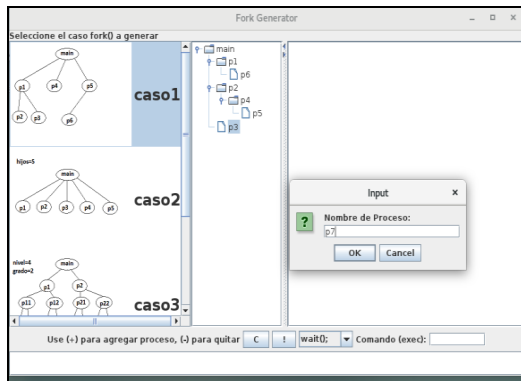 Fork Generator
Seleccione el caso fork() a generar
main
p1
p4
p5
p2
p3
p6
caso1
hijos=5
main
p1
p2
p3
p4
p5
caso2
nivel=4
grado=2
main
p1
p2
p11
p12
p21
p22
caso3
main
p1
p6
p2
p4
p5
p3
Input
x
?
Nombre de Proceso:
p7
OK Cancel
Use (+) para agregar proceso, (-) para quitar C ! wait(); Comando (exec):